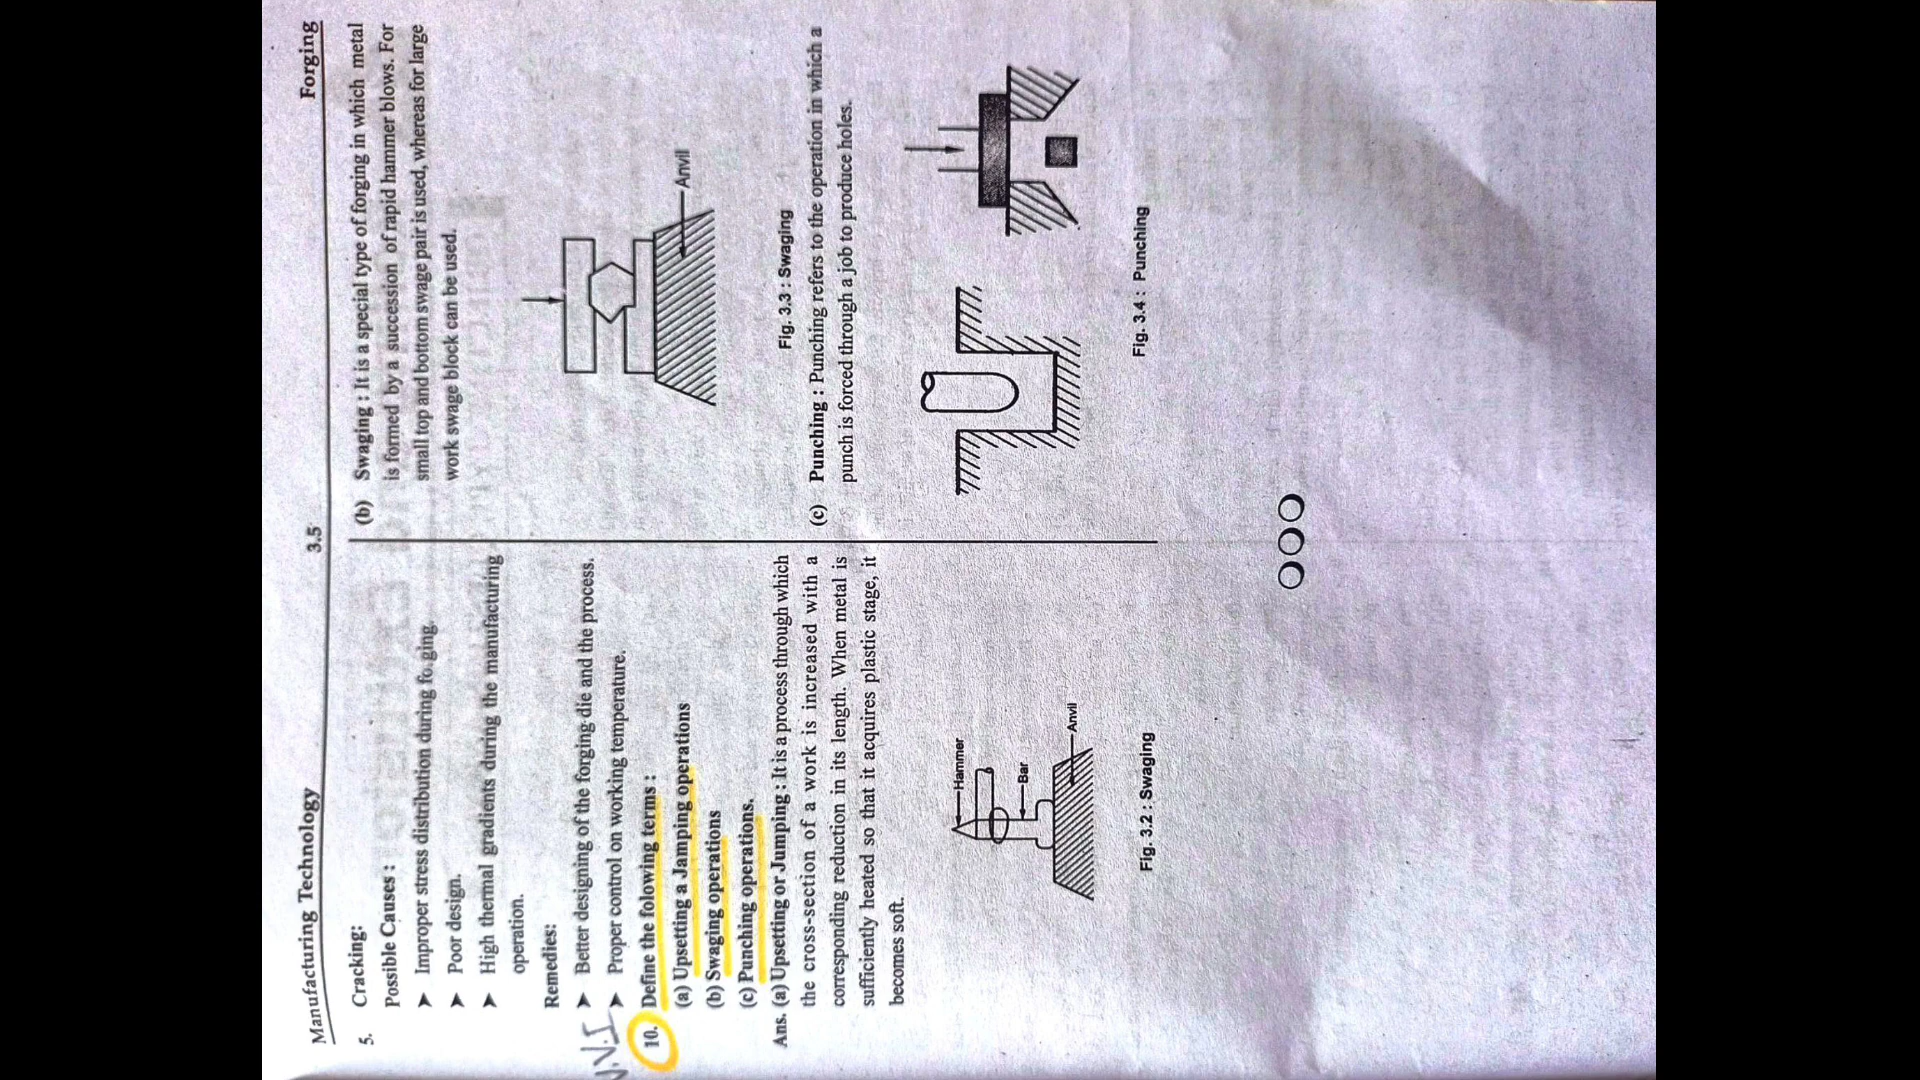 Manufacturing Technology 3.5 Forging
5. Cracking:
Possible Causes :
➤ Improper stress distribution during fo.ging.
➤ Poor design.
➤ High thermal gradients during the manufacturing
operation.
Remedies:
➤ Better designing of the forging die and the process.
➤ Proper control on working temperature.
10. Define the folowing terms :
(a) Upsetting a Jamping operations
(b) Swaging operations
(c) Punching operations.
Ans. (a) Upsetting or Jumping : It is a process through which
the cross-section of a work is increased with a
corresponding reduction in its length. When metal is
sufficiently heated so that it acquires plastic stage, it
becomes soft.
Hammer
Bar
Anvil
Fig. 3.2 : Swaging
(b) Swaging : It is a special type of forging in which metal
is formed by a succession of rapid hammer blows. For
small top and bottom swage pair is used, whereas for large
work swage block can be used.
Anvil
Fig. 3.3 : Swaging
(c) Punching : Punching refers to the operation in which a
punch is forced through a job to produce holes.
Fig. 3.4 : Punching